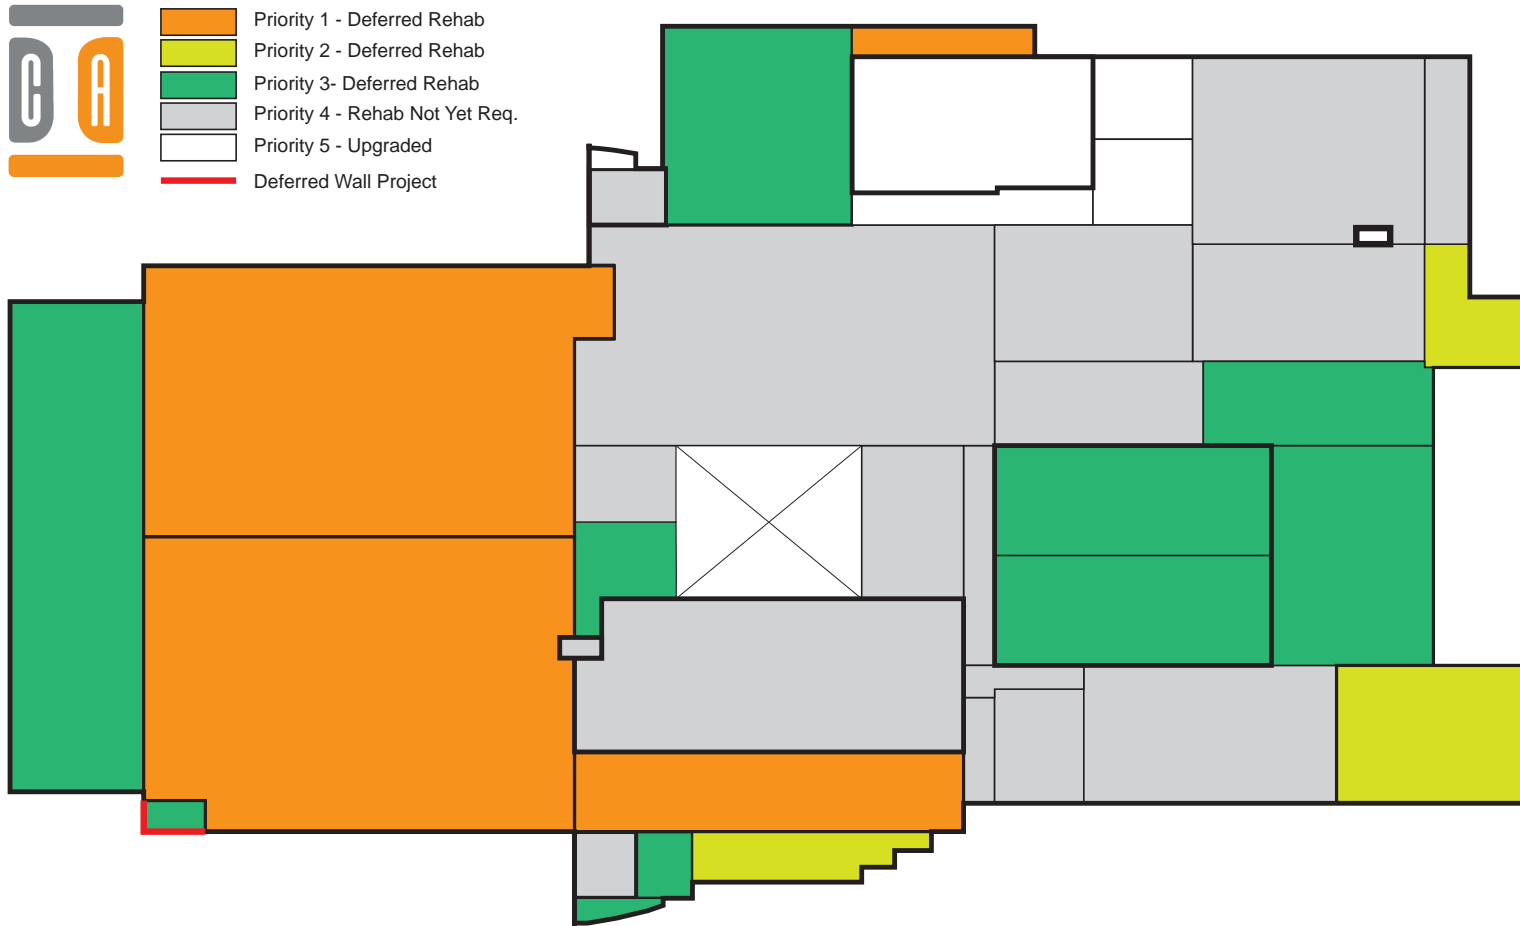 C A
Priority 1 - Deferred Rehab
Priority 2 - Deferred Rehab
Priority 3- Deferred Rehab
Priority 4 - Rehab Not Yet Req.
Priority 5 - Upgraded
Deferred Wall Project